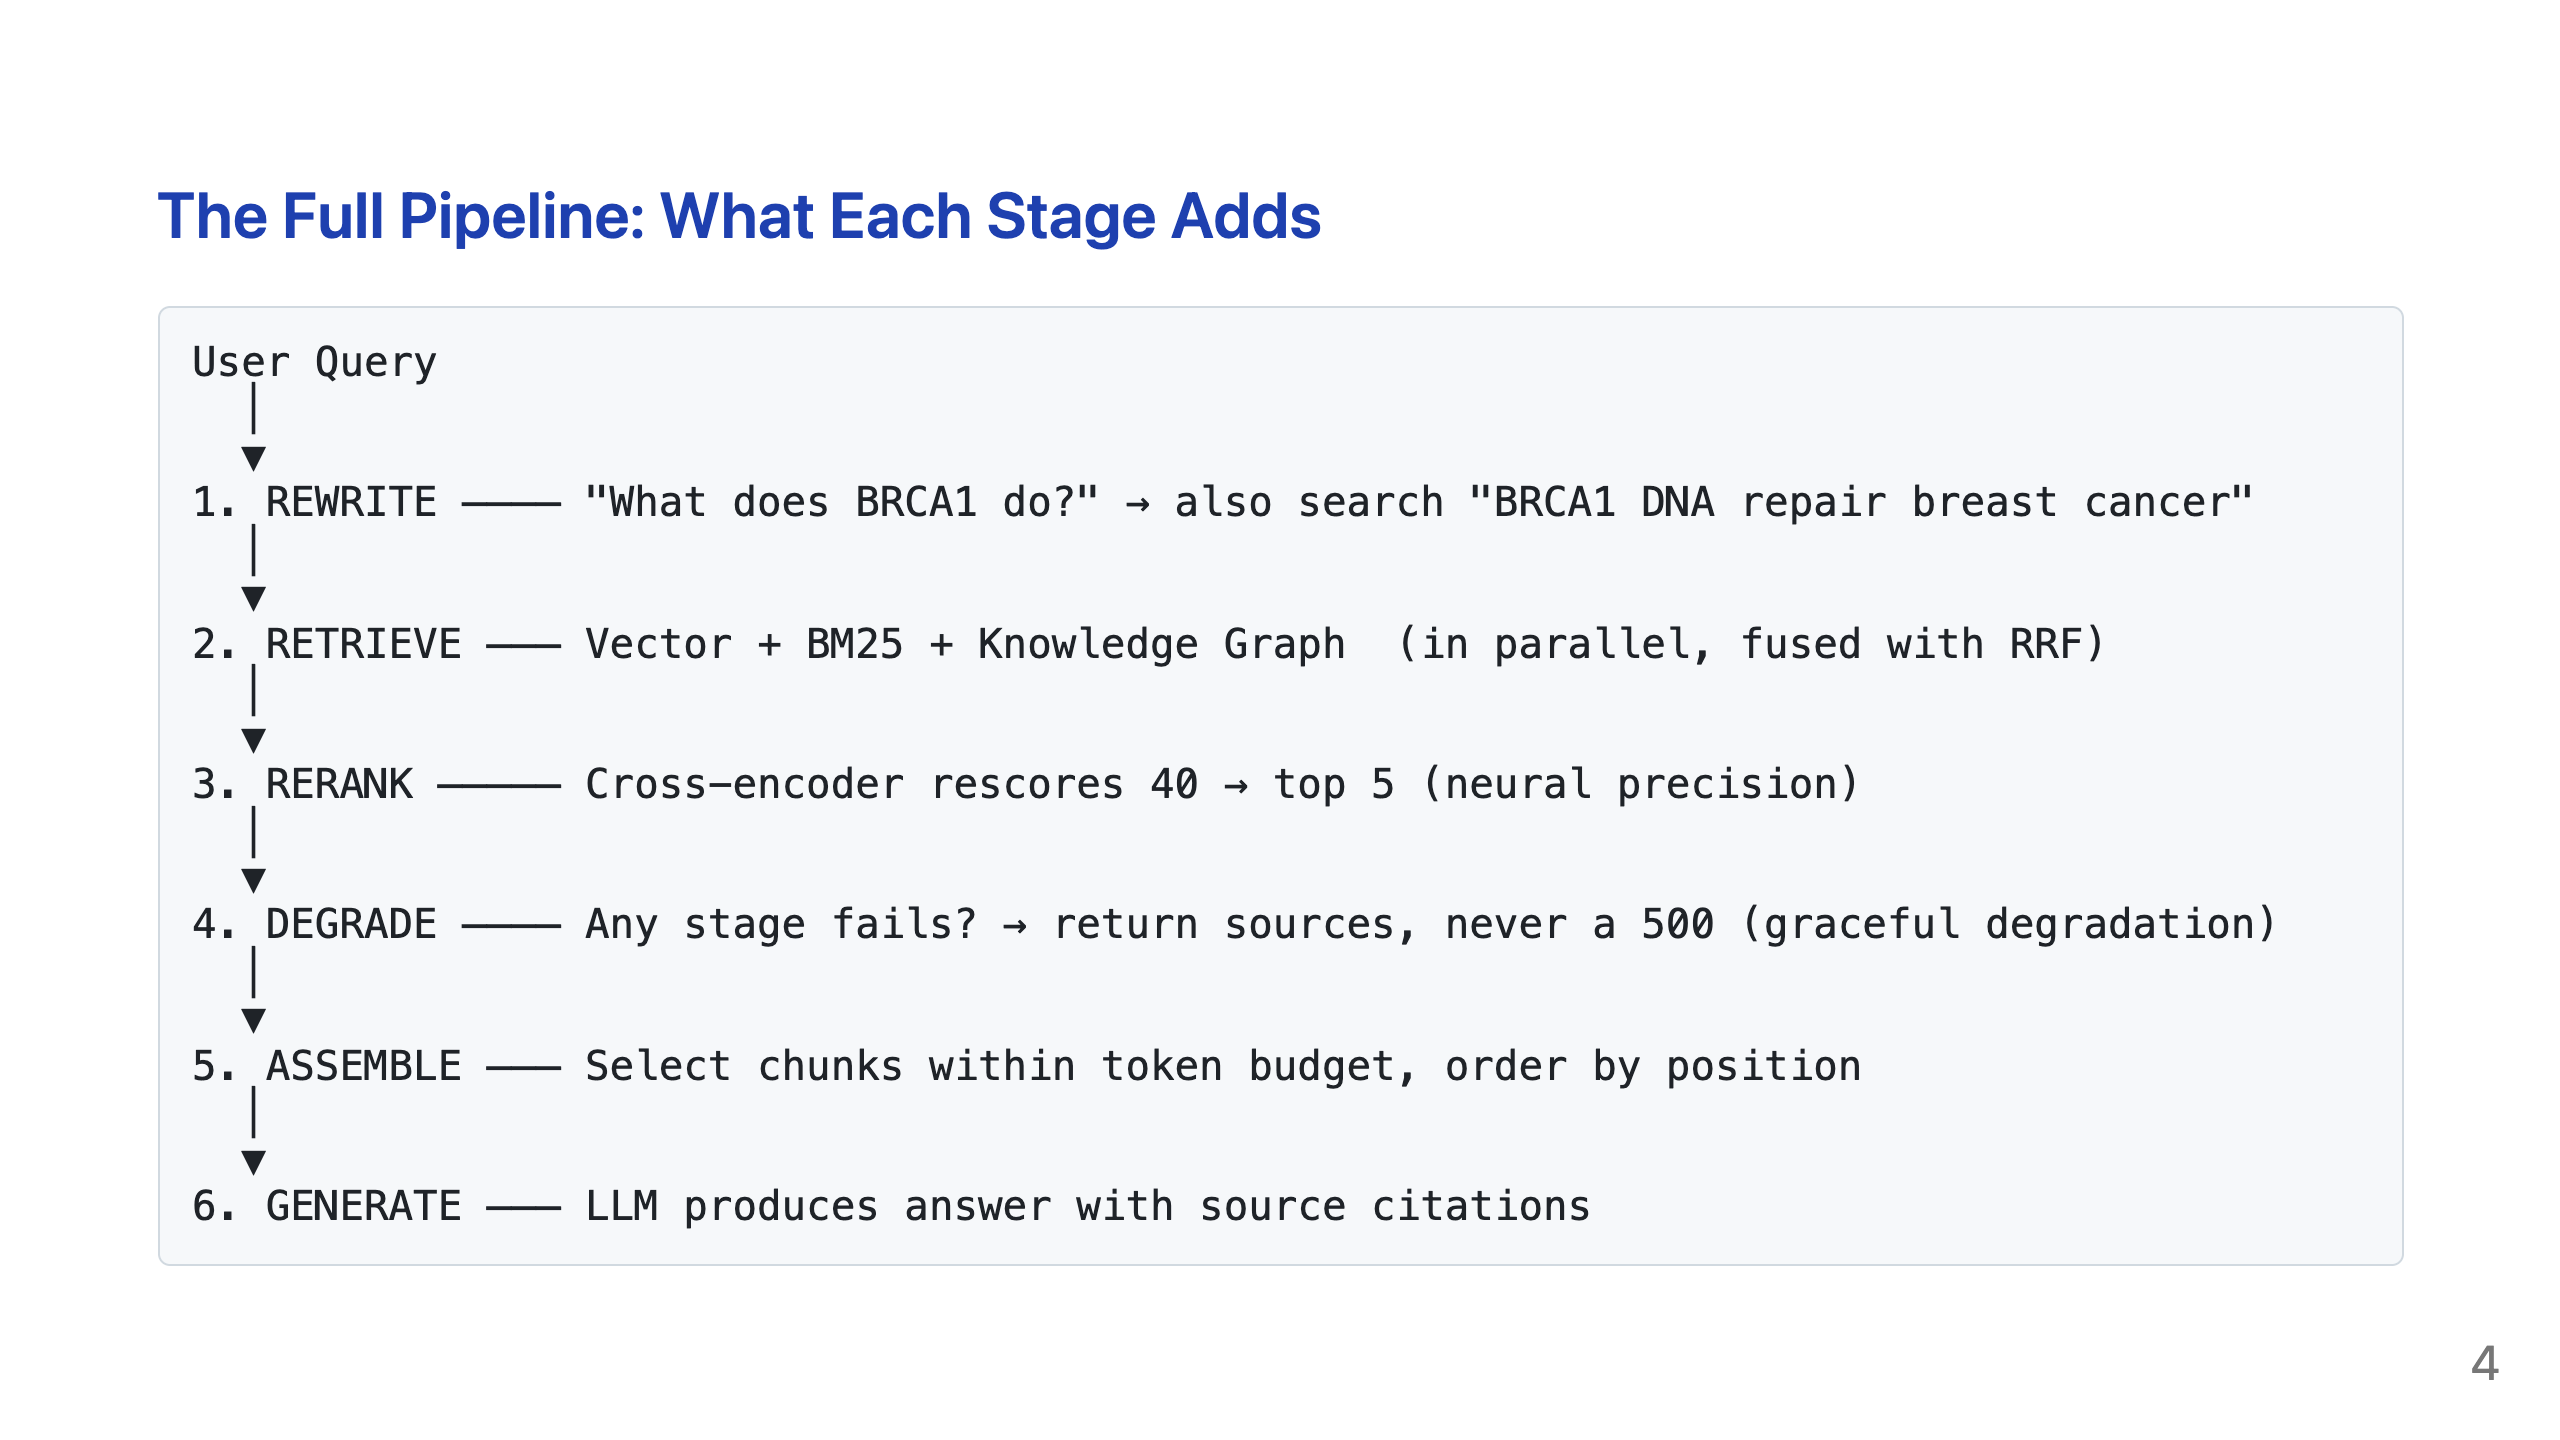 The Full Pipeline: What Each Stage Adds
User Query
│
▼
1. REWRITE ──── "What does BRCA1 do?" → also search "BRCA1 DNA repair breast cancer"
│
▼
2. RETRIEVE ─── Vector + BM25 + Knowledge Graph  (in parallel, fused with RRF)
│
▼
3. RERANK ───── Cross-encoder rescores 40 → top 5 (neural precision)
│
▼
4. DEGRADE ──── Any stage fails? → return sources, never a 500 (graceful degradation)
│
▼
5. ASSEMBLE ─── Select chunks within token budget, order by position
│
▼
6. GENERATE ─── LLM produces answer with source citations
4